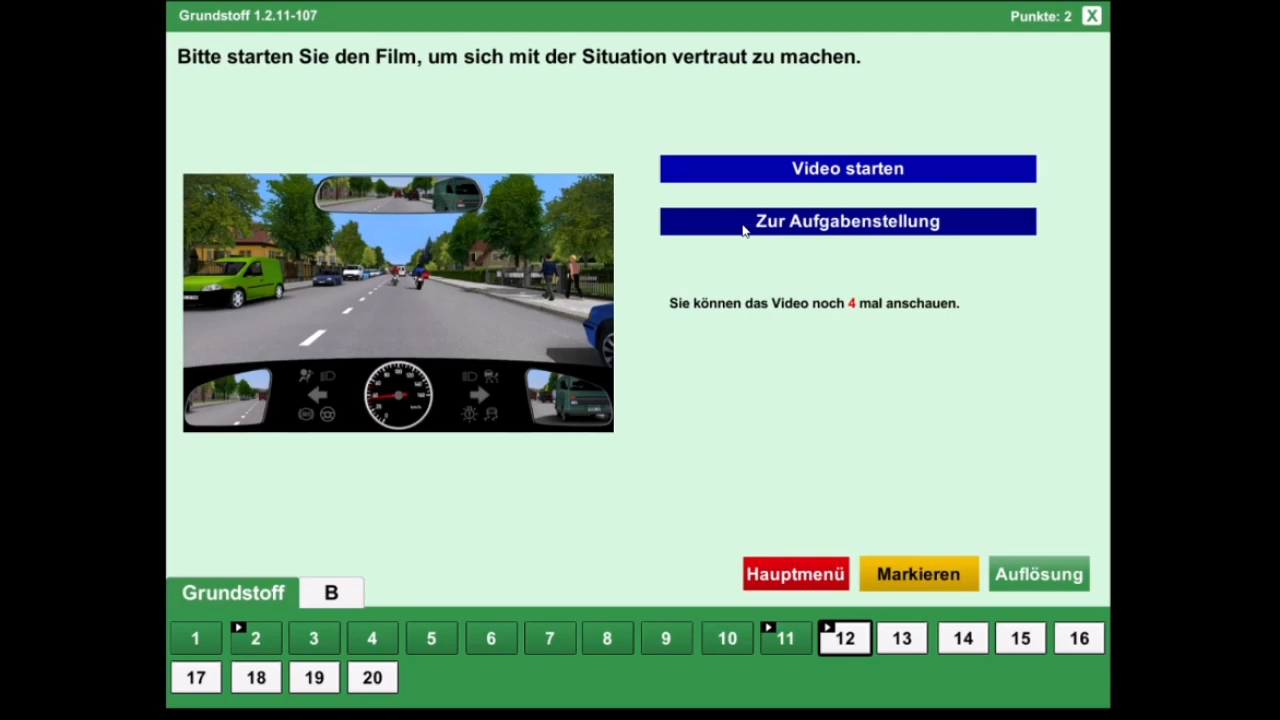 Grundstoff 1.2.11-107
Punkte: 2 X
Bitte starten Sie den Film, um sich mit der Situation vertraut zu machen.
Video starten
Zur Aufgabenstellung
Sie können das Video noch 4 mal anschauen.
Hauptmenü Markieren Auflösung
Grundstoff B
1 2 3 4 5 6 7 8 9 10 11 12 13 14 15 16
17 18 19 20